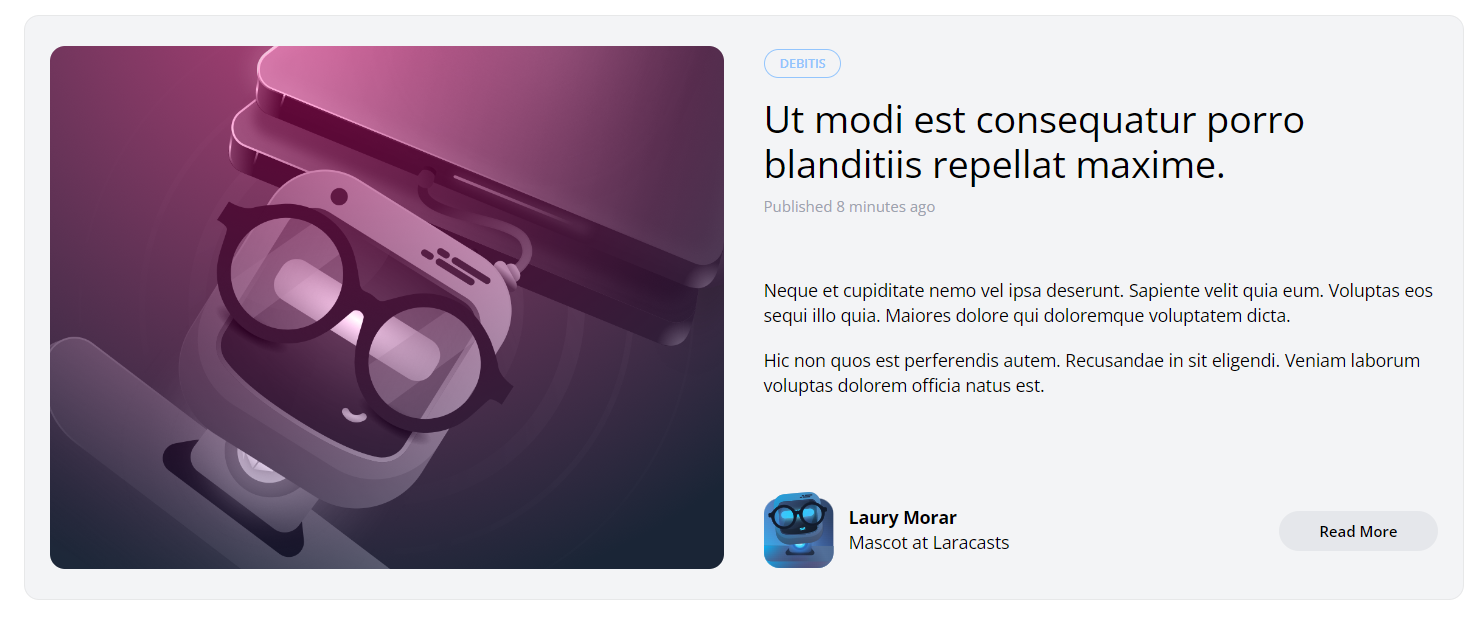 DEBITIS
Ut modi est consequatur porro
blanditiis repellat maxime.
Published 8 minutes ago
Neque et cupiditate nemo vel ipsa deserunt. Sapiente velit quia eum. Voluptas eos
sequi illo quia. Maiores dolore qui doloremque voluptatem dicta.
Hic non quos est perferendis autem. Recusandae in sit eligendi. Veniam laborum
voluptas dolorem officia natus est.
Laury Morar
Mascot at Laracasts
Read More